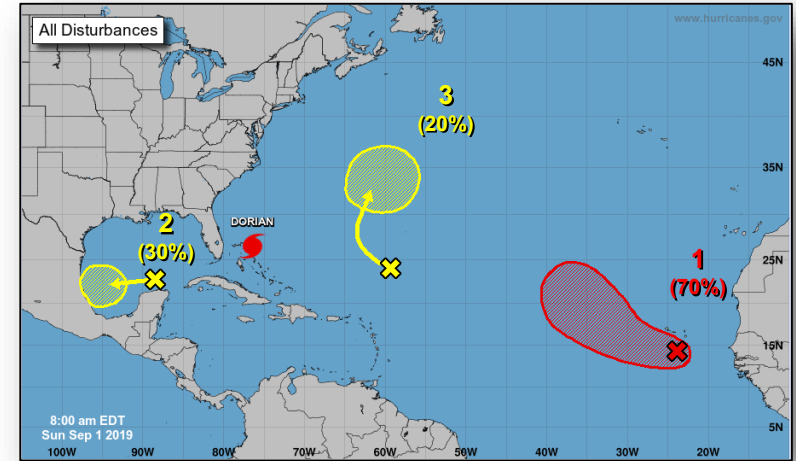 All Disturbances
www.hurricanes.gov
45N
3
(20%)
35N
2
(30%)
DORIAN
1
(70%)
25N
15N
5N
8:00 am EDT
Sun Sep 1 2019
100W 90W 80W 70W 60W 50W 40W 30W 20W